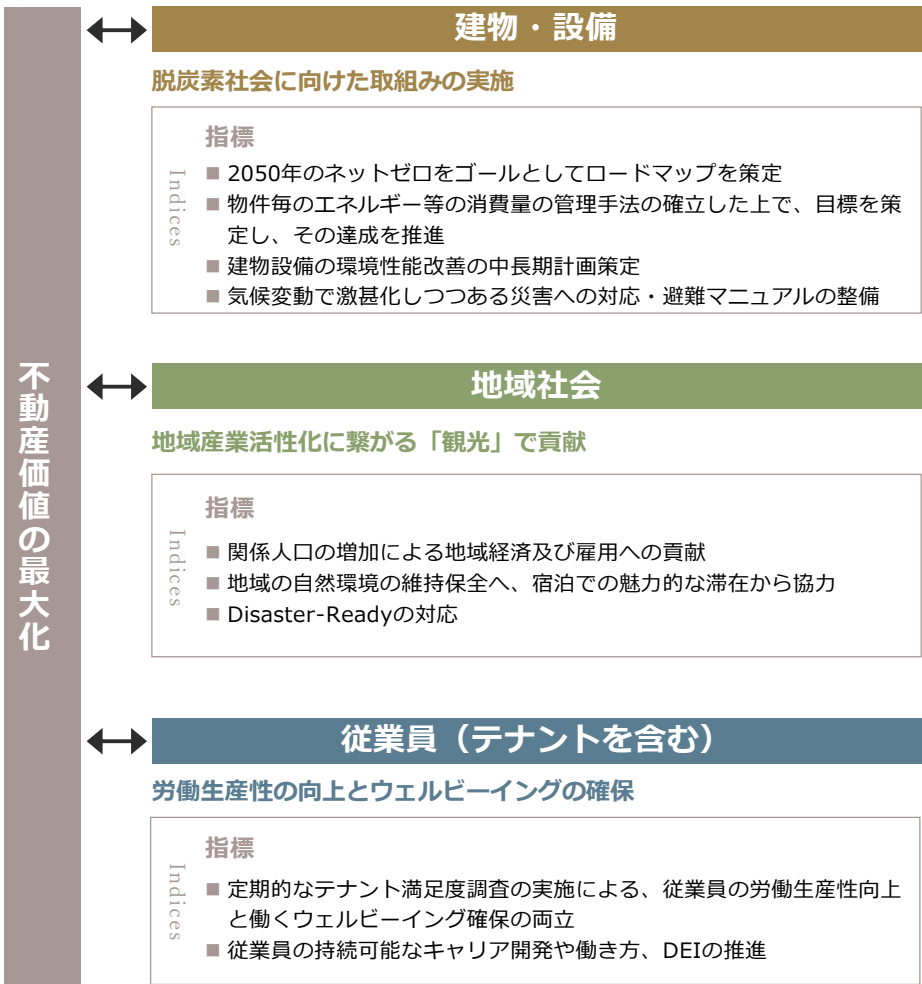 不動産価値の最大化
建物・設備
脱炭素社会に向けた取組みの実施
指標
Indices
■ 2050年のネットゼロをゴールとしてロードマップを策定
■ 物件毎のエネルギー等の消費量の管理手法の確立した上で、目標を策
定し、その達成を推進
■ 建物設備の環境性能改善の中長期計画策定
■ 気候変動で激甚化しつつある災害への対応・避難マニュアルの整備
地域社会
地域産業活性化に繋がる「観光」で貢献
指標
Indices
■ 関係人口の増加による地域経済及び雇用への貢献
■ 地域の自然環境の維持保全へ、宿泊での魅力的な滞在から協力
■ Disaster-Readyの対応
従業員（テナントを含む）
労働生産性の向上とウェルビーイングの確保
指標
Indices
■ 定期的なテナント満足度調査の実施による、従業員の労働生産性向上
と働くウェルビーイング確保の両立
■ 従業員の持続可能なキャリア開発や働き方、DEIの推進